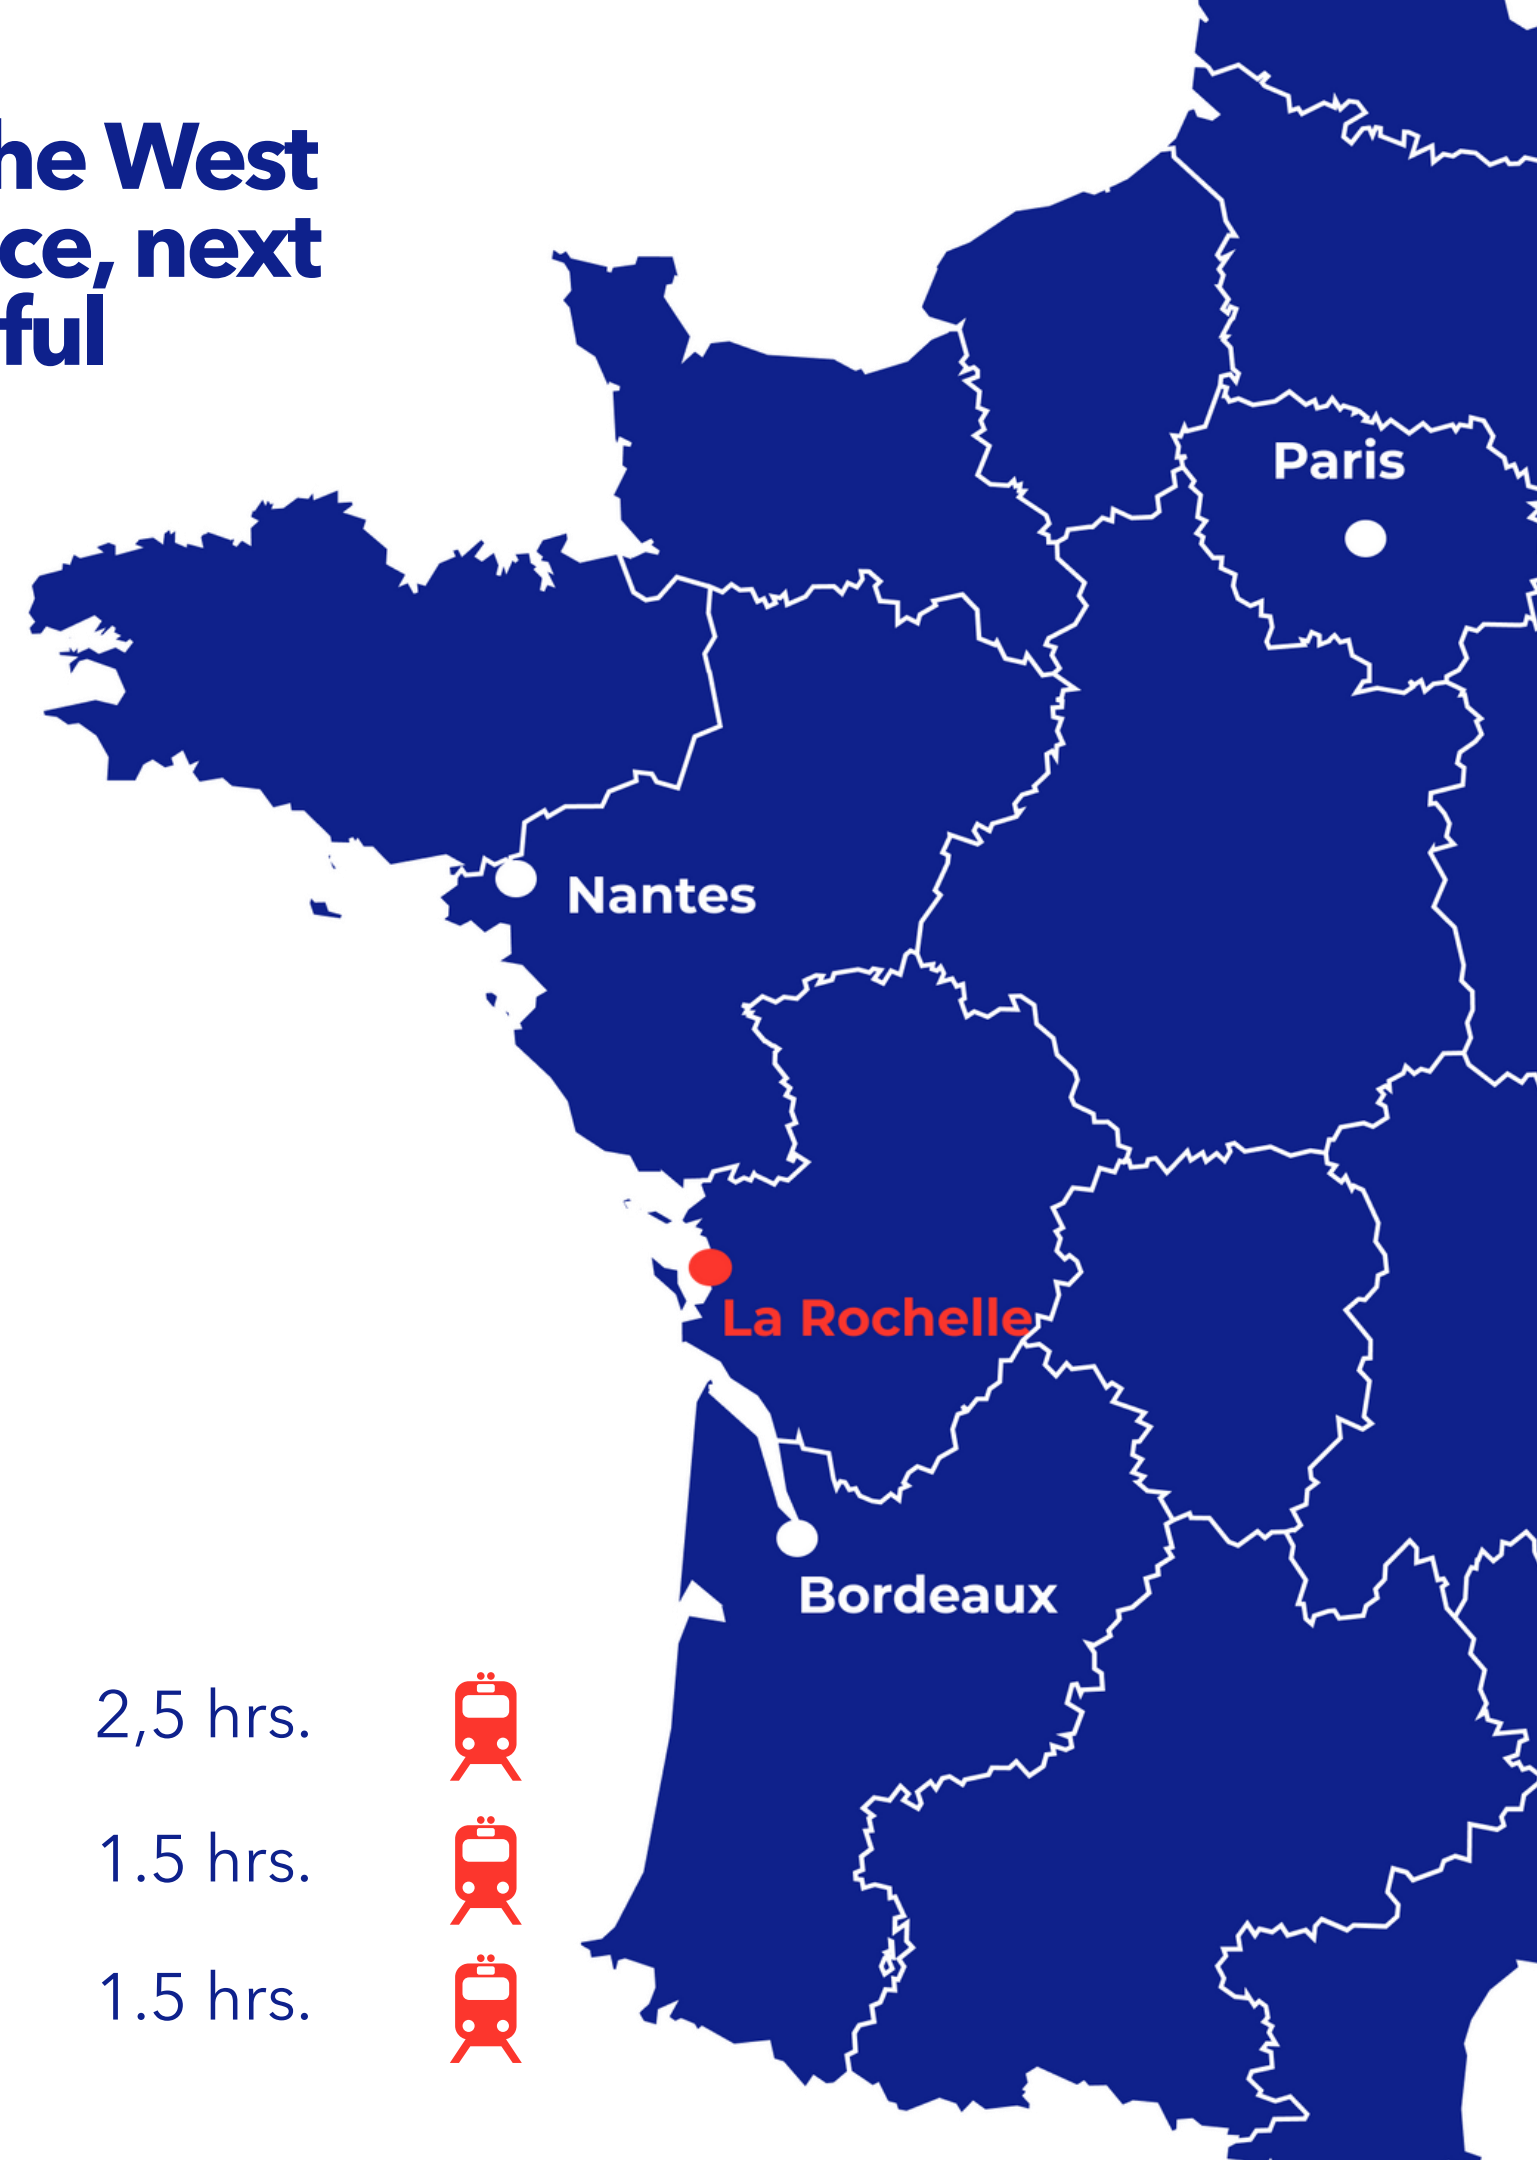 he West
ce, next
ful
Paris
Nantes
La Rochelle
Bordeaux
2,5 hrs.
1.5 hrs.
1.5 hrs.